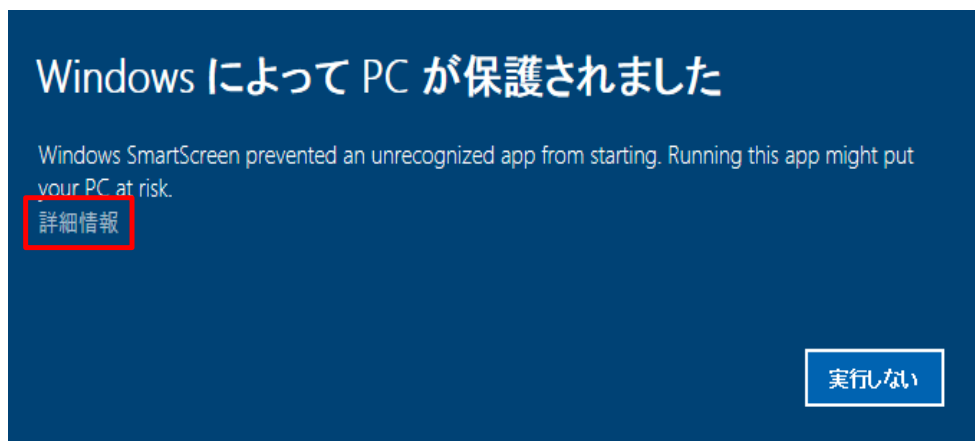 Windows によって PC が保護されました
Windows SmartScreen prevented an unrecognized app from starting. Running this app might put
your PC at risk.
詳細情報
実行しない